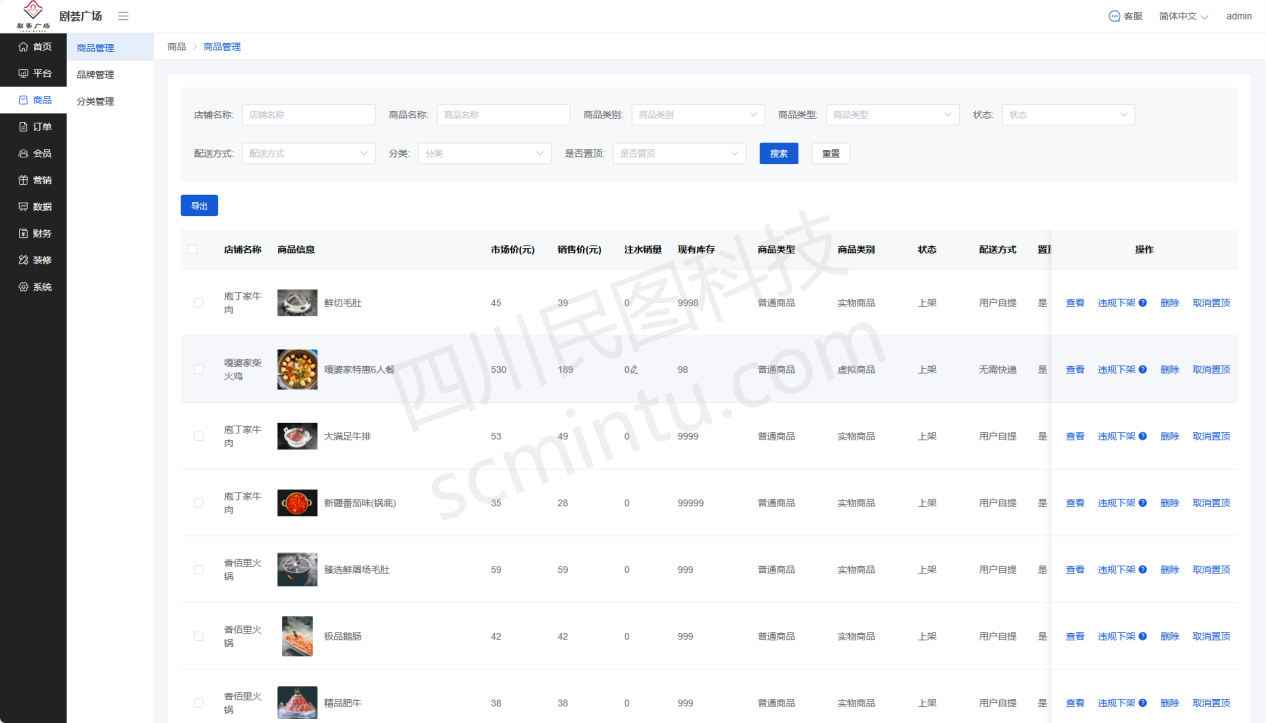 剧荟广场
剧荟广场
客服 简体中文 admin
首页
平台
商品
订单
会员
营销
数据
财务
装修
系统
商品管理
品牌管理
分类管理
商品 商品管理
店铺名称: 店铺名称 商品名称: 商品名称 商品类别: 商品类别 商品类型: 商品类型 状态: 状态
配送方式: 配送方式 分类: 分类 是否置顶: 是否置顶 搜索 重置
导出
店铺名称 商品信息 市场价(元) 销售价(元) 注水销量 现有库存 商品类型 商品类别 状态 配送方式 操作
庖丁家牛肉 鲜切毛肚 45 39 0 9998 普通商品 实物商品 上架 用户自提 是 查看 违规下架 删除 取消置顶
嘎婆家柴火鸡 嘎婆家特惠6人餐 530 189 0 98 普通商品 虚拟商品 上架 无需快递 是 查看 违规下架 删除 取消置顶
庖丁家牛肉 大满足牛排 53 49 0 9999 普通商品 实物商品 上架 用户自提 是 查看 违规下架 删除 取消置顶
庖丁家牛肉 新疆番茄味(锅底) 35 28 0 99999 普通商品 实物商品 上架 用户自提 是 查看 违规下架 删除 取消置顶
香佰里火锅 臻选鲜屠场毛肚 59 59 0 999 普通商品 实物商品 上架 用户自提 是 查看 违规下架 删除 取消置顶
香佰里火锅 极品鹅肠 42 42 0 999 普通商品 实物商品 上架 用户自提 是 查看 违规下架 删除 取消置顶
香佰里火锅 精品肥牛 38 38 0 999 普通商品 实物商品 上架 用户自提 是 查看 违规下架 删除 取消置顶
四川民图科技
scmintu.com